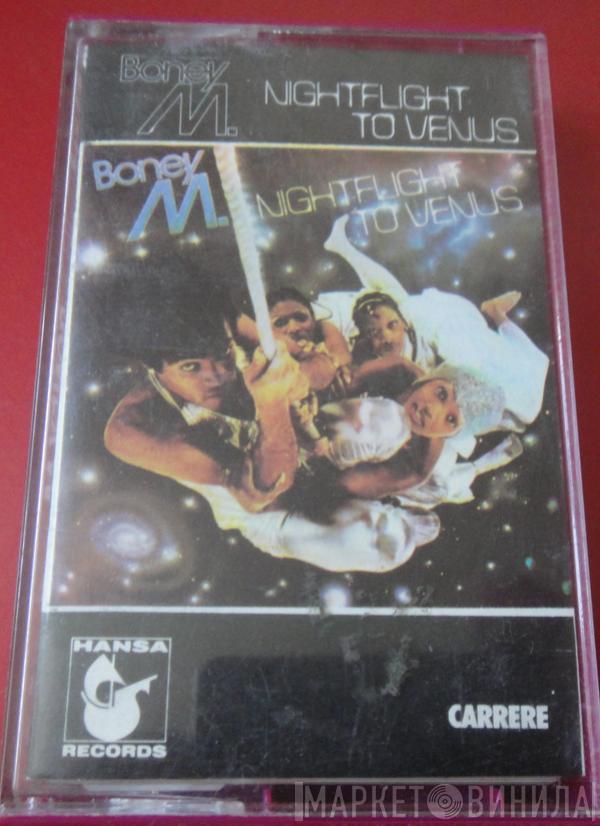 Boney M.
NIGHTFLIGHT
TO VENUS
Boney M.
NIGHTFLIGHT
TO VENUS
HANSA
RECORDS
CARRERE
МАРКЕТ ВИНИЛА